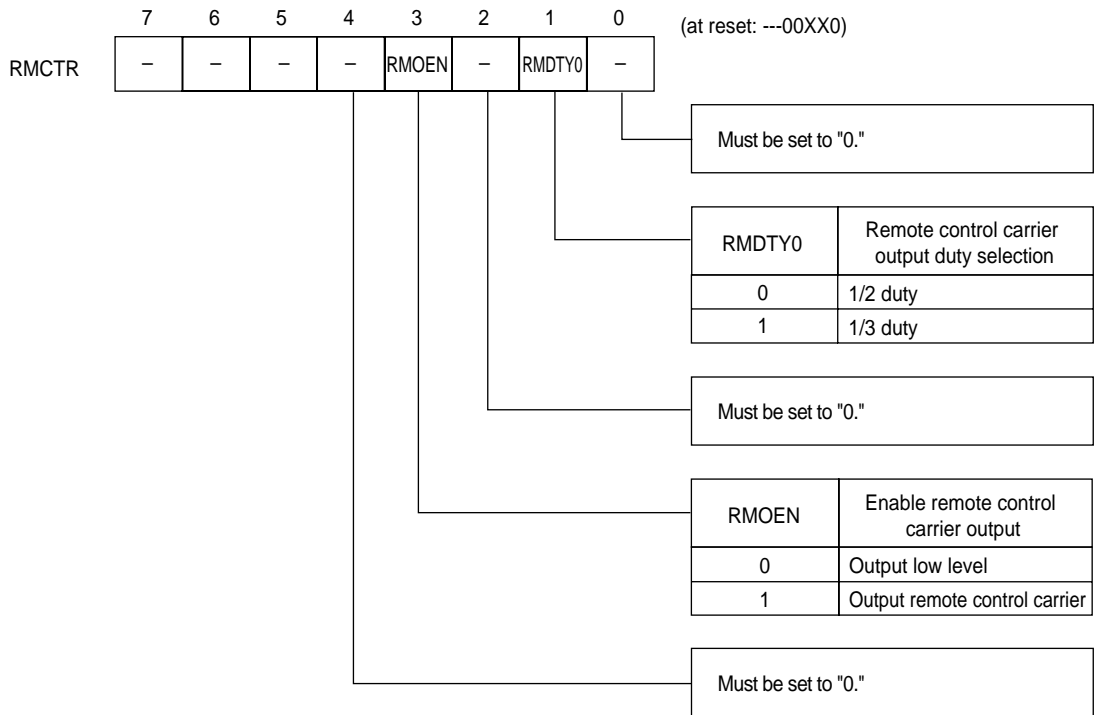 7 6 5 4 3 2 1 0 (at reset: ---00XX0)
RMCTR – – – – RMOEN – RMDTY0 –
Must be set to "0."
RMDTY0 Remote control carrier
output duty selection
0 1/2 duty
1 1/3 duty
Must be set to "0."
RMOEN Enable remote control
carrier output
0 Output low level
1 Output remote control carrier
Must be set to "0."